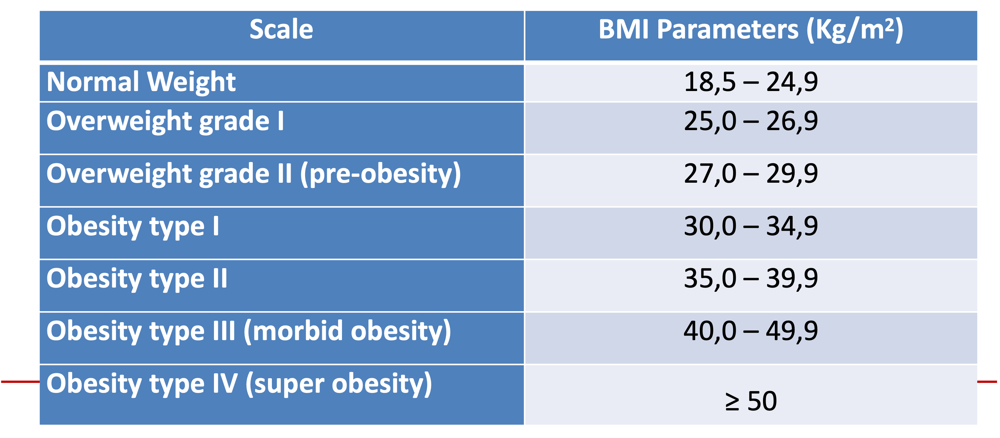 Scale BMI Parameters (Kg/m²)
Normal Weight 18,5 – 24,9
Overweight grade I 25,0 – 26,9
Overweight grade II (pre-obesity) 27,0 – 29,9
Obesity type I 30,0 – 34,9
Obesity type II 35,0 – 39,9
Obesity type III (morbid obesity) 40,0 – 49,9
Obesity type IV (super obesity) ≥ 50